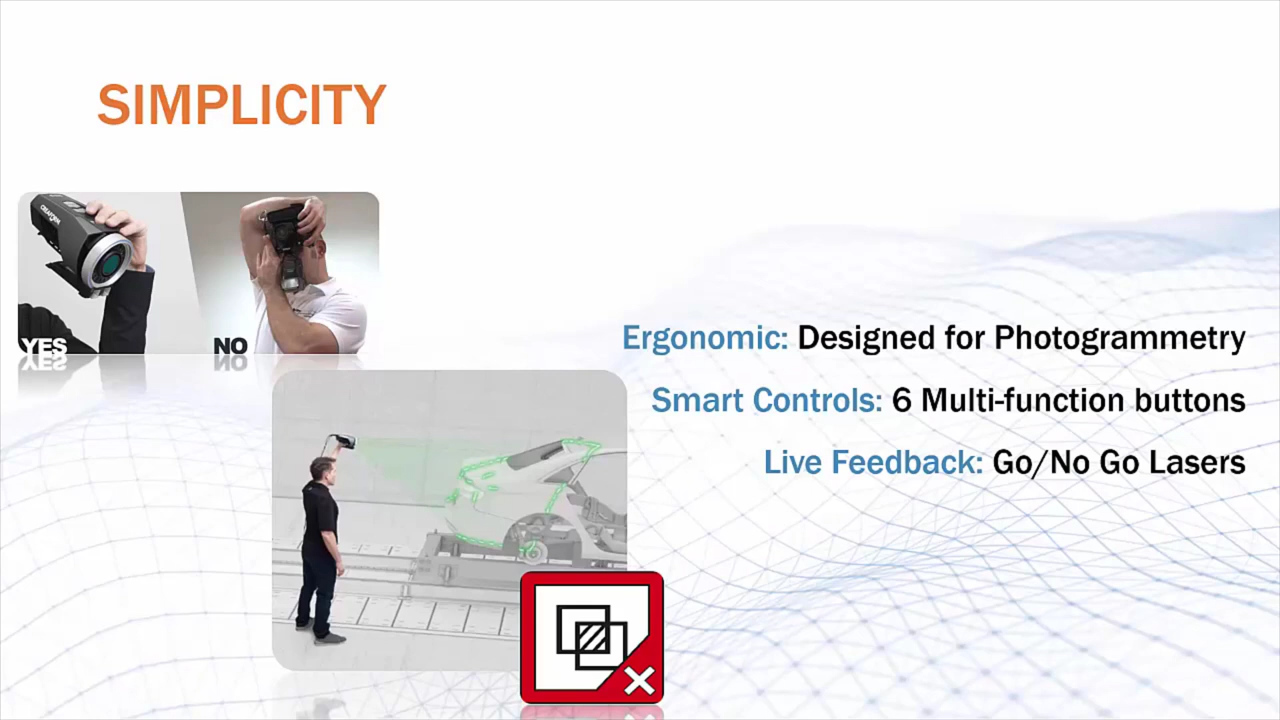 SIMPLICITY
CREAFORM
YES
NO
Ergonomic: Designed for Photogrammetry
Smart Controls: 6 Multi-function buttons
Live Feedback: Go/No Go Lasers